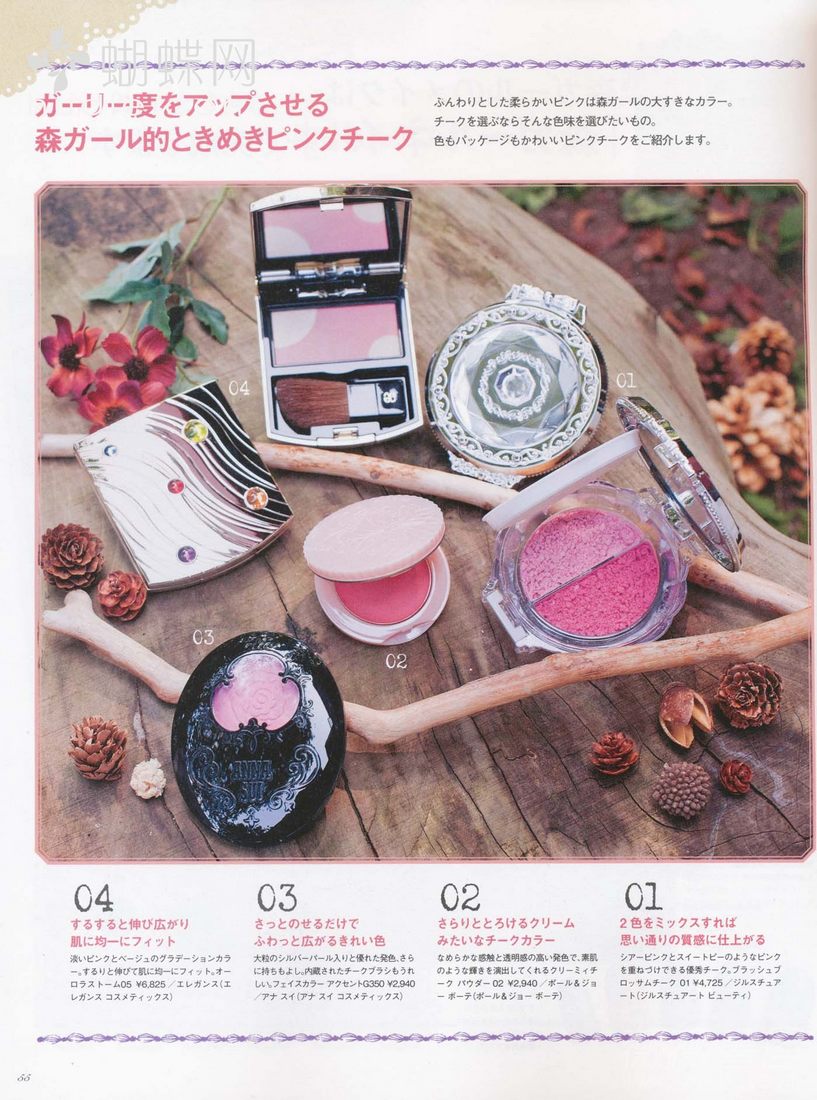 蝴蝶网
ガーリー度をアップさせる
森ガール的ときめきピンクチーク
ふんわりとした柔らかいピンクは森ガールの大すきなカラー。
チークを選ぶならそんな色味を選びたいもの。
色もパッケージもかわいいピンクチークをご紹介します。
04
01
02
03
ANNA
SUI
04
するすると伸び広がり
肌に均一にフィット
淡いピンクとベージュのグラデーションカラ
ー。するりと伸びて肌に均一にフィット。オー
ロラストーム05 ¥6,825／エレガンス（エ
レガンス コスメティックス）
03
さっとのせるだけで
ふわっと広がるきれい色
大粒のシルバーパール入りと優れた発色、さら
に持ちもよし。内蔵されたチークブラシもうれ
しい。フェイスカラー アクセントG350 ¥2,940
／アナ スイ（アナ スイ コスメティックス）
02
さらりととろけるクリーム
みたいなチークカラー
なめらかな感触と透明感の高い発色で、素肌
のような輝きを演出してくれるクリーミィチ
ーク パウダー 02 ¥2,940／ポール＆ジョ
ー ボーテ（ポール＆ジョー ボーテ）
01
2色をミックスすれば
思い通りの質感に仕上がる
シアーピンクとスイートピーのようなピンク
を重ねづけできる優秀チーク。ブラッシュブ
ロッサムチーク 01 ¥4,725／ジルスチュア
ート（ジルスチュアート ビューティ）
55